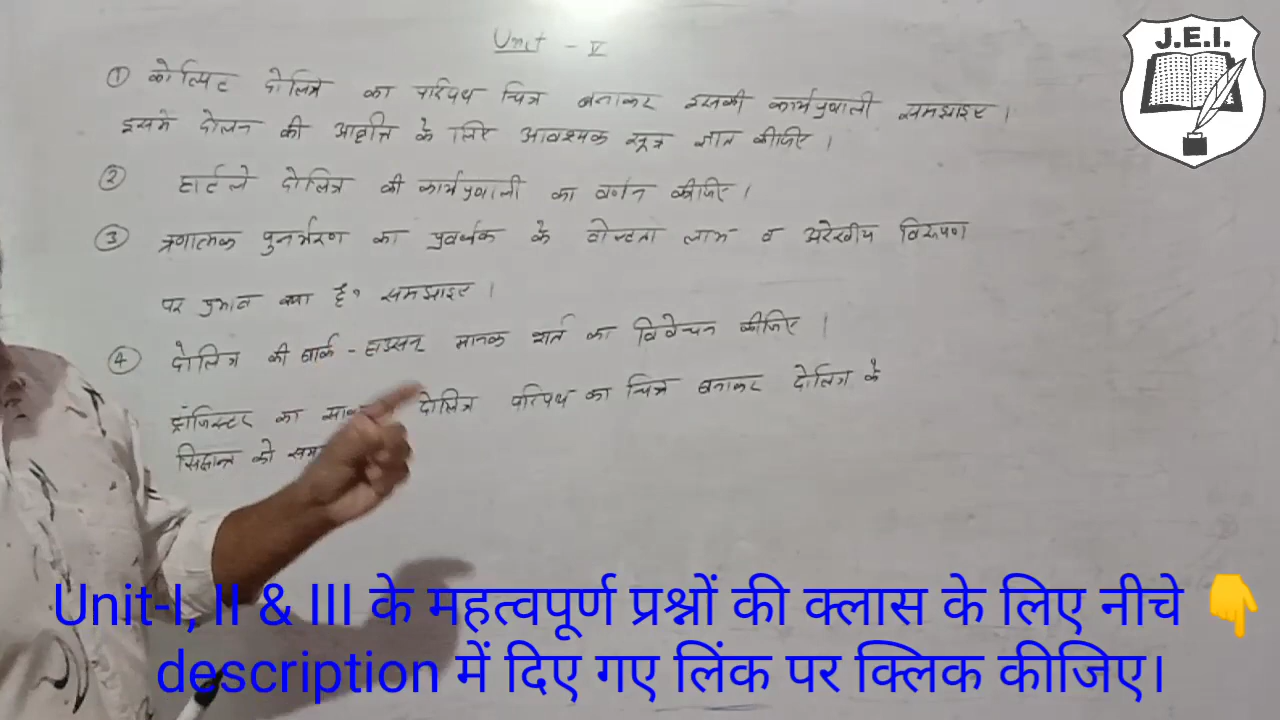 Unit - V
J.E.I.
① कोल्पिट दोलित्र का परिपथ चित्र बनाकर इसकी कार्यप्रणाली समझाइए ।
इसमें दोलन की आवृत्ति के लिए आवश्यक सूत्र ज्ञात कीजिए ।
② हार्टले दोलित्र की कार्यप्रणाली का वर्णन कीजिए ।
③ ऋणात्मक पुनर्भरण का प्रवर्धक के वोल्टता लाभ व अरेखीय विरूपण
पर प्रभाव क्या है? समझाइए ।
④ दोलित्र की बार्क - हाउसन मानक शर्त का विवेचन कीजिए ।
ट्रांजिस्टर का दोलित्र परिपथ का चित्र बनाकर दोलित्र के
सिद्धान्त को
Unit-I, II & III के महत्वपूर्ण प्रश्नों की क्लास के लिए नीचे 👇
description में दिए गए लिंक पर क्लिक कीजिए।